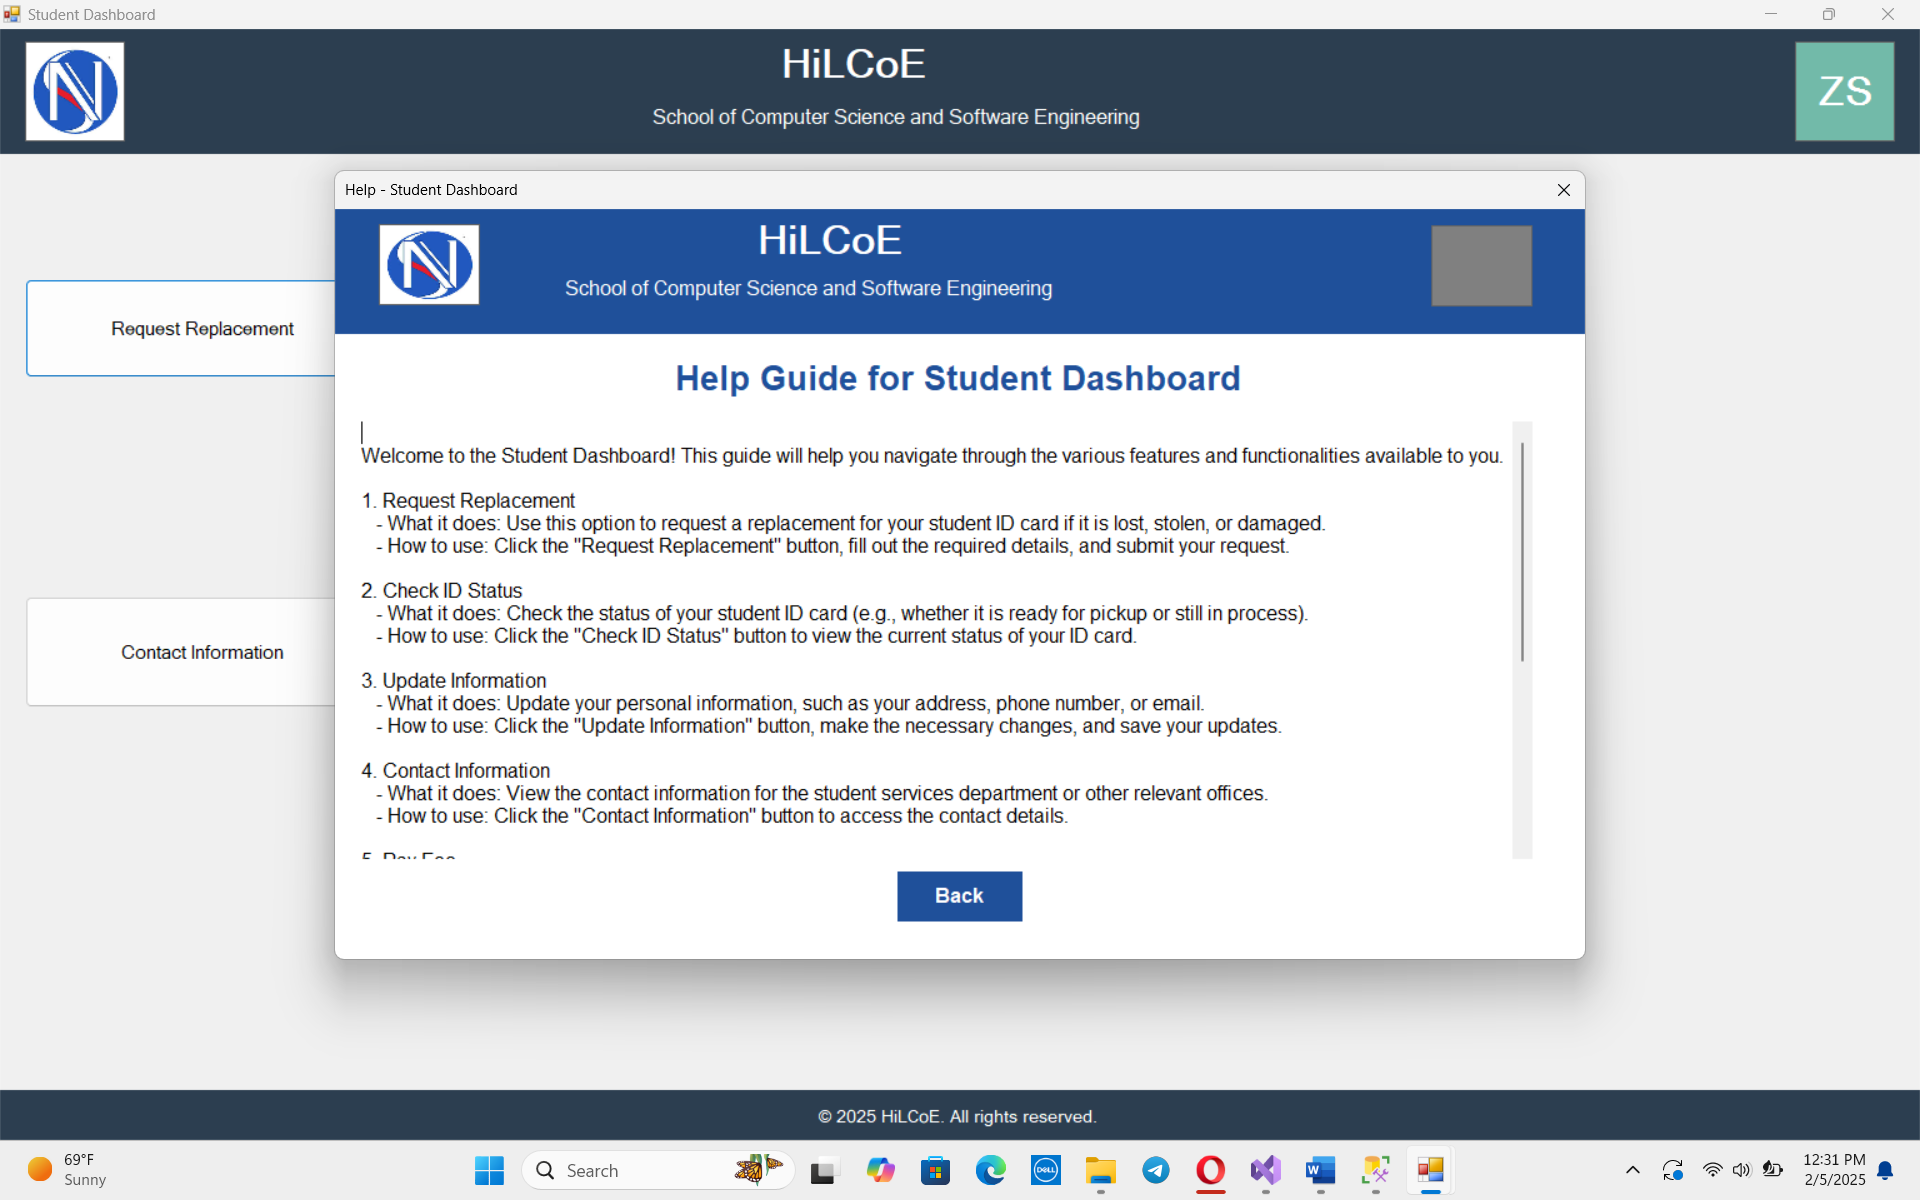 Student Dashboard
HiLCoE
School of Computer Science and Software Engineering
ZS
Request Replacement
Contact Information
Help - Student Dashboard
N
HiLCoE
School of Computer Science and Software Engineering
Help Guide for Student Dashboard
Welcome to the Student Dashboard! This guide will help you navigate through the various features and functionalities available to you.
1. Request Replacement
- What it does: Use this option to request a replacement for your student ID card if it is lost, stolen, or damaged.
- How to use: Click the "Request Replacement" button, fill out the required details, and submit your request.
2. Check ID Status
- What it does: Check the status of your student ID card (e.g., whether it is ready for pickup or still in process).
- How to use: Click the "Check ID Status" button to view the current status of your ID card.
3. Update Information
- What it does: Update your personal information, such as your address, phone number, or email.
- How to use: Click the "Update Information" button, make the necessary changes, and save your updates.
4. Contact Information
- What it does: View the contact information for the student services department or other relevant offices.
- How to use: Click the "Contact Information" button to access the contact details.
5. Pay Fee
Back
© 2025 HiLCoE. All rights reserved.
69°F
Sunny
Search
DELL
W
12:31 PM
2/5/2025